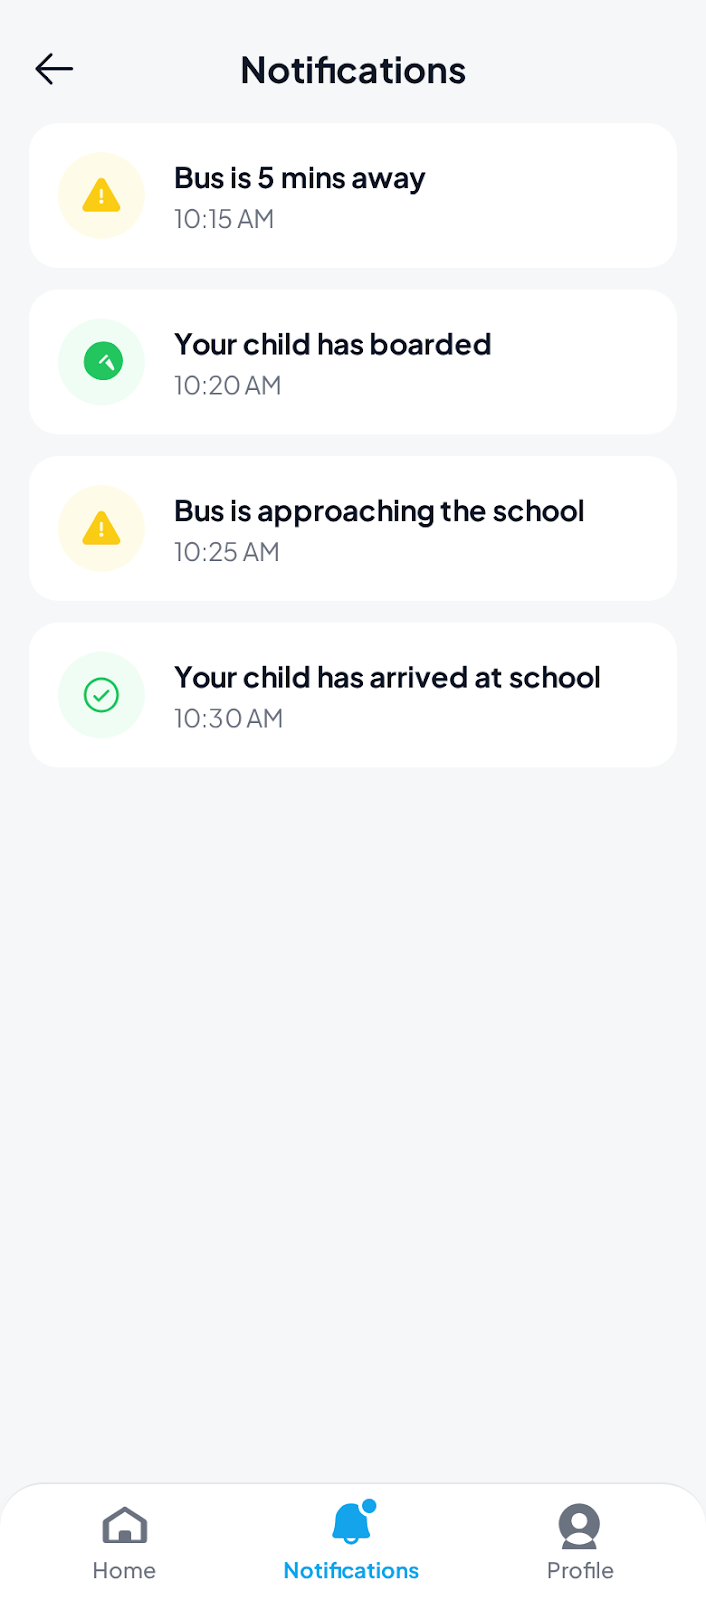 Notifications
Bus is 5 mins away
10:15 AM
Your child has boarded
10:20 AM
Bus is approaching the school
10:25 AM
Your child has arrived at school
10:30 AM
Home
Notifications
Profile